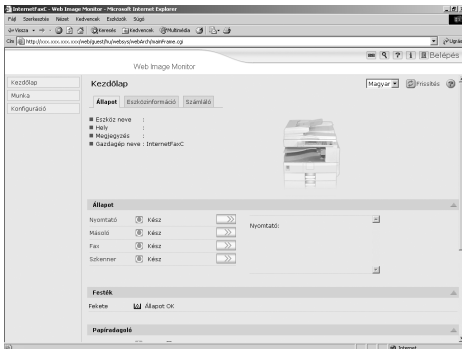 InternetFaxC - Web Image Monitor - Microsoft Internet Explorer
Fájl Szerkesztés Nézet Kedvencek Eszközök Súgó
Vissza Keresés Kedvencek Multimédia
Cím http://xxx.xxx.xxx.xxx/web/guest/hu/websys/webArch/mainFrame.cgi Ugrás
Belépés
Web Image Monitor
Kezdőlap
Munka
Konfiguráció
Kezdőlap Magyar Frissítés
Állapot Eszközinformáció Számláló
Eszköz neve :
Hely :
Megjegyzés :
Gazdagép neve : InternetFaxC
Állapot
Nyomtató Kész
Másoló Kész
Fax Kész
Szkenner Kész
Nyomtató:
Festék
Fekete Állapot OK
Papíradagoló
Internet